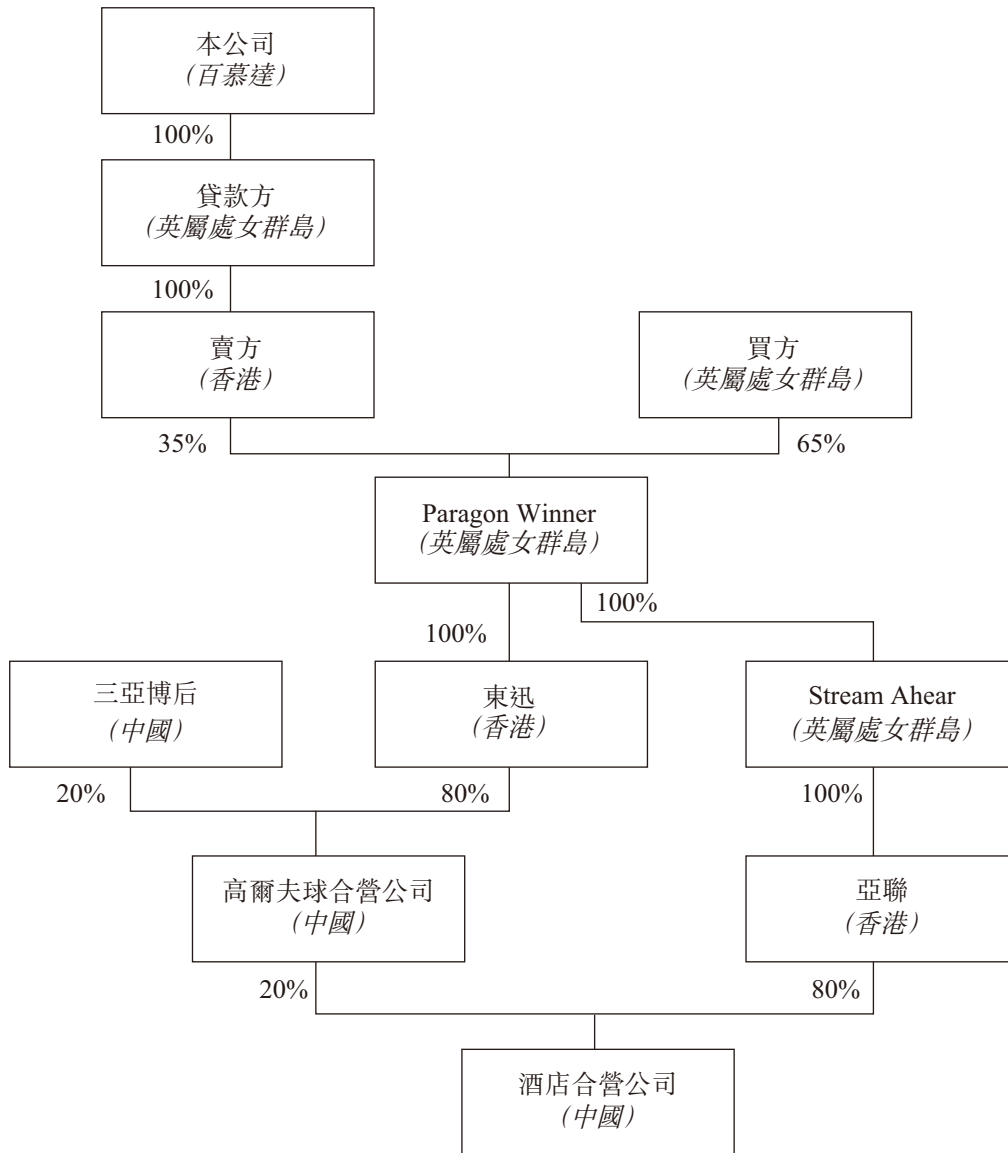 本公司
（百慕達）
100%
貸款方
（英屬處女群島）
100%
賣方
（香港）
買方
（英屬處女群島）
35%
65%
Paragon Winner
（英屬處女群島）
100%
100%
三亞博后
（中國）
東迅
（香港）
Stream Ahear
（英屬處女群島）
20%
80%
100%
高爾夫球合營公司
（中國）
亞聯
（香港）
20%
80%
酒店合營公司
（中國）